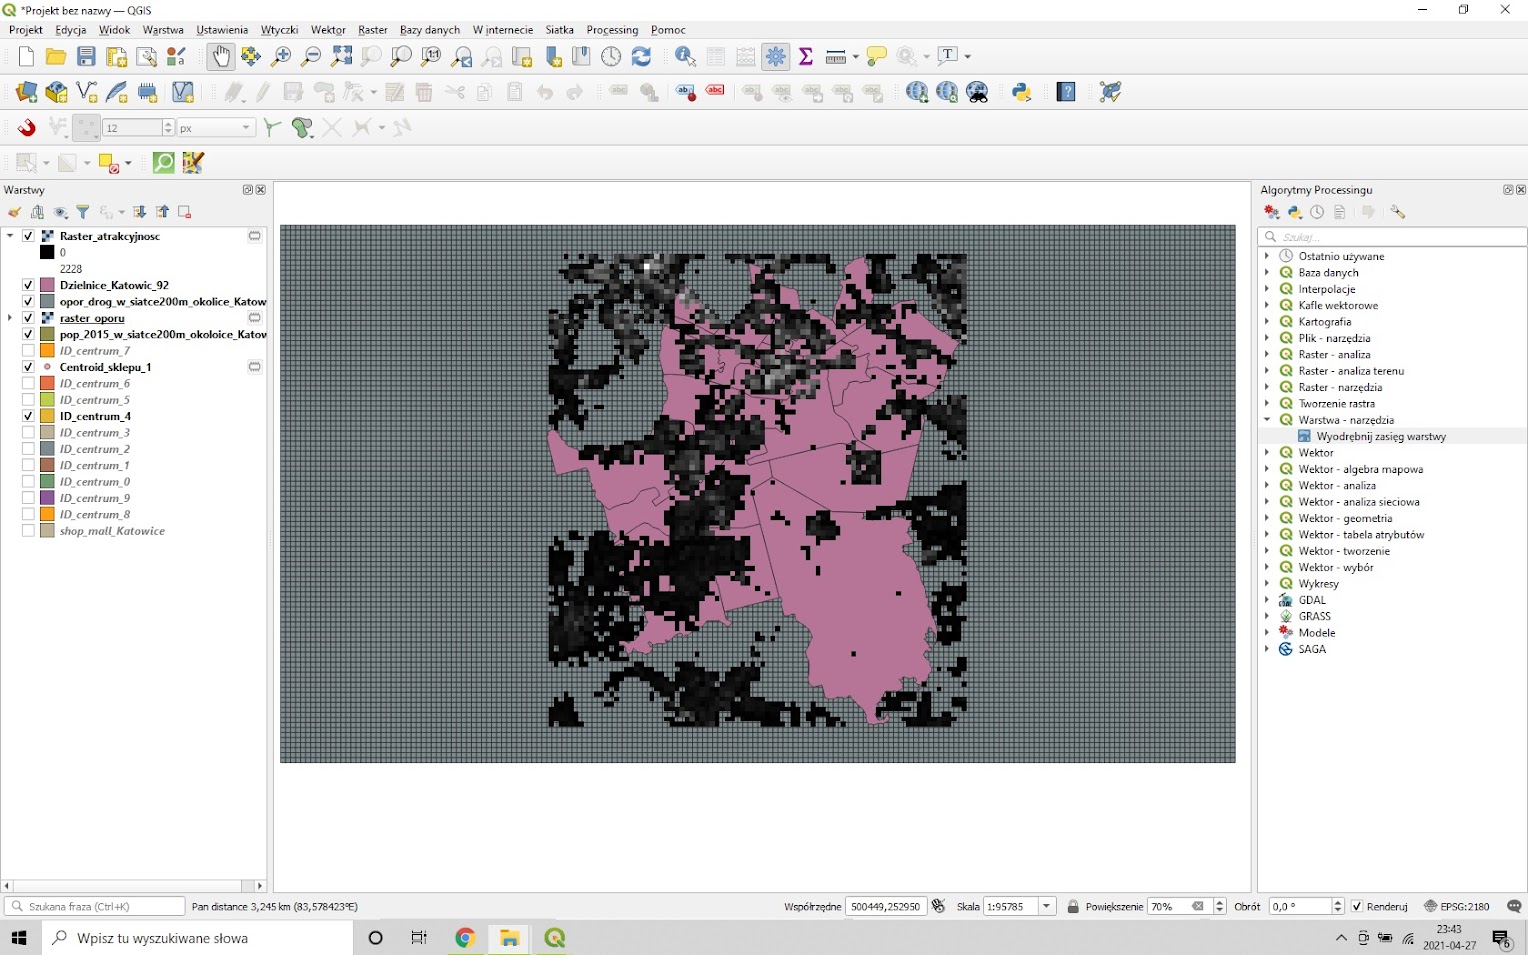 *Projekt bez nazwy — QGIS
Projekt Edycja Widok Warstwa Ustawienia Wtyczki Wektor Raster Bazy danych W internecie Siatka Processing Pomoc
12 px
Warstwy
Raster_atrakcyjnosc
0
2228
Dzielnice_Katowic_92
opor_drog_w_siatce200m_okolice_Katow
raster_oporu
pop_2015_w_siatce200m_okoloice_Katow
ID_centrum_7
Centroid_sklepu_1
ID_centrum_6
ID_centrum_5
ID_centrum_4
ID_centrum_3
ID_centrum_2
ID_centrum_1
ID_centrum_0
ID_centrum_9
ID_centrum_8
shop_mall_Katowice
Algorytmy Processingu
Szukaj...
Ostatnio używane
Baza danych
Interpolacje
Kafle wektorowe
Kartografia
Plik - narzędzia
Raster - analiza
Raster - analiza terenu
Raster - narzędzia
Tworzenie rastra
Warstwa - narzędzia
Wyodrębnij zasięg warstwy
Wektor
Wektor - algebra mapowa
Wektor - analiza
Wektor - analiza sieciowa
Wektor - geometria
Wektor - tabela atrybutów
Wektor - tworzenie
Wektor - wybór
Wykresy
GDAL
GRASS
Modele
SAGA
Szukana fraza (Ctrl+K) Pan distance 3,245 km (83,578423°E) Współrzędne 500449,252950 Skala 1:95785 Powiększenie 70% Obrót 0,0 ° Renderuj EPSG:2180
Wpisz tu wyszukiwane słowa
23:43
2021-04-27
6